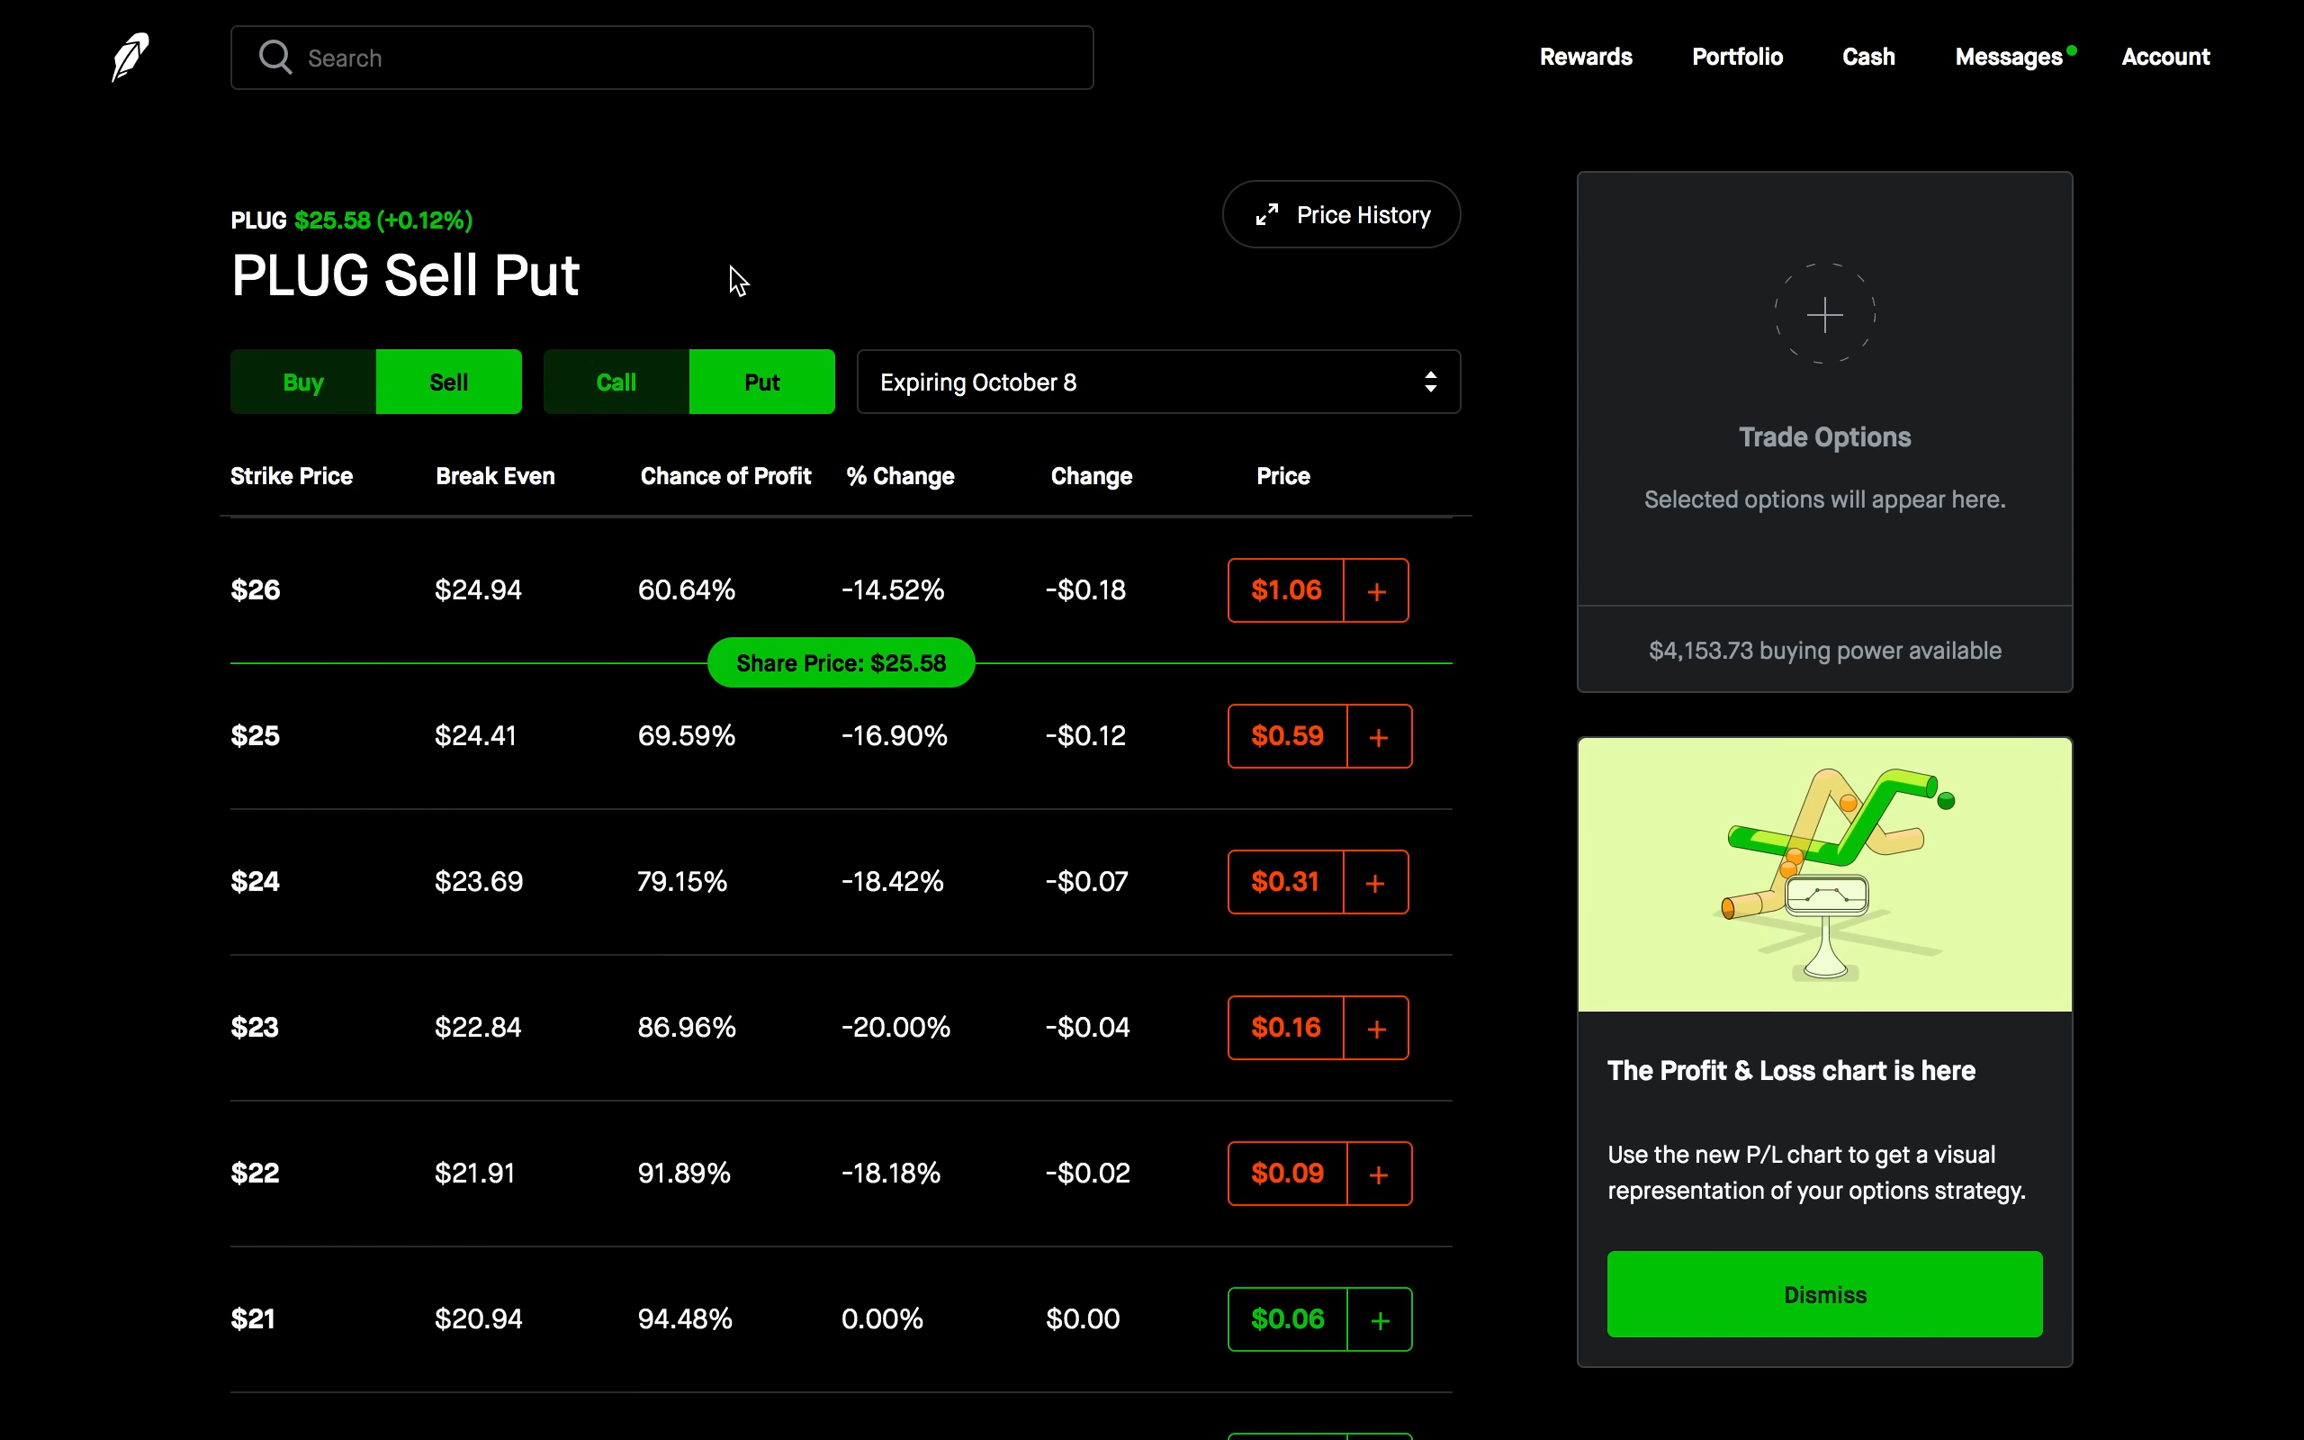 Search
Rewards
Portfolio
Cash
Messages
Account
PLUG $25.58 (+0.12%)
PLUG Sell Put
Price History
Buy
Sell
Call
Put
Expiring October 8
Strike Price
Break Even
Chance of Profit
% Change
Change
Price
$26
$24.94
60.64%
-14.52%
-$0.18
$1.06
+
Share Price: $25.58
$25
$24.41
69.59%
-16.90%
-$0.12
$0.59
+
$24
$23.69
79.15%
-18.42%
-$0.07
$0.31
+
$23
$22.84
86.96%
-20.00%
-$0.04
$0.16
+
$22
$21.91
91.89%
-18.18%
-$0.02
$0.09
+
$21
$20.94
94.48%
0.00%
$0.00
$0.06
+
Trade Options
Selected options will appear here.
$4,153.73 buying power available
The Profit & Loss chart is here
Use the new P/L chart to get a visual
representation of your options strategy.
Dismiss